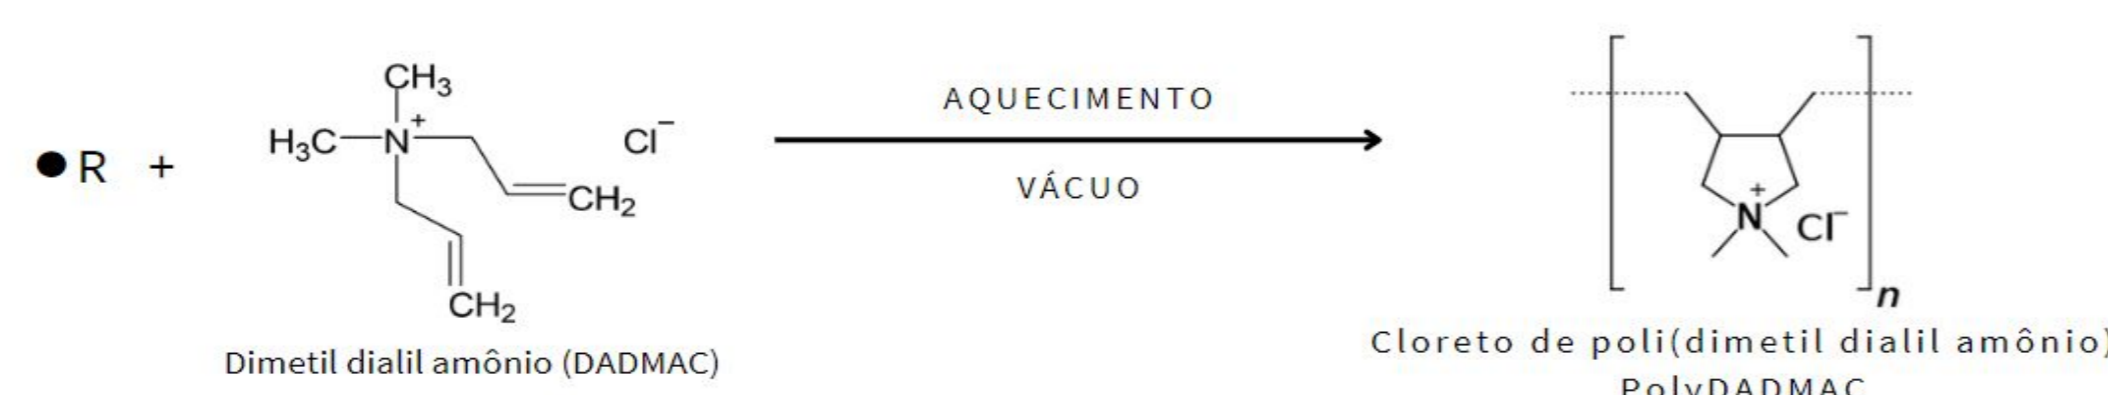 •R +
CH₃
H₃C—N⁺
Cl⁻
CH₂
CH₂
Dimetil dialil amônio (DADMAC)
AQUECIMENTO
VÁCUO
N⁺ Cl⁻
n
Cloreto de poli(dimetil dialil amônio)
PolyDADMAC